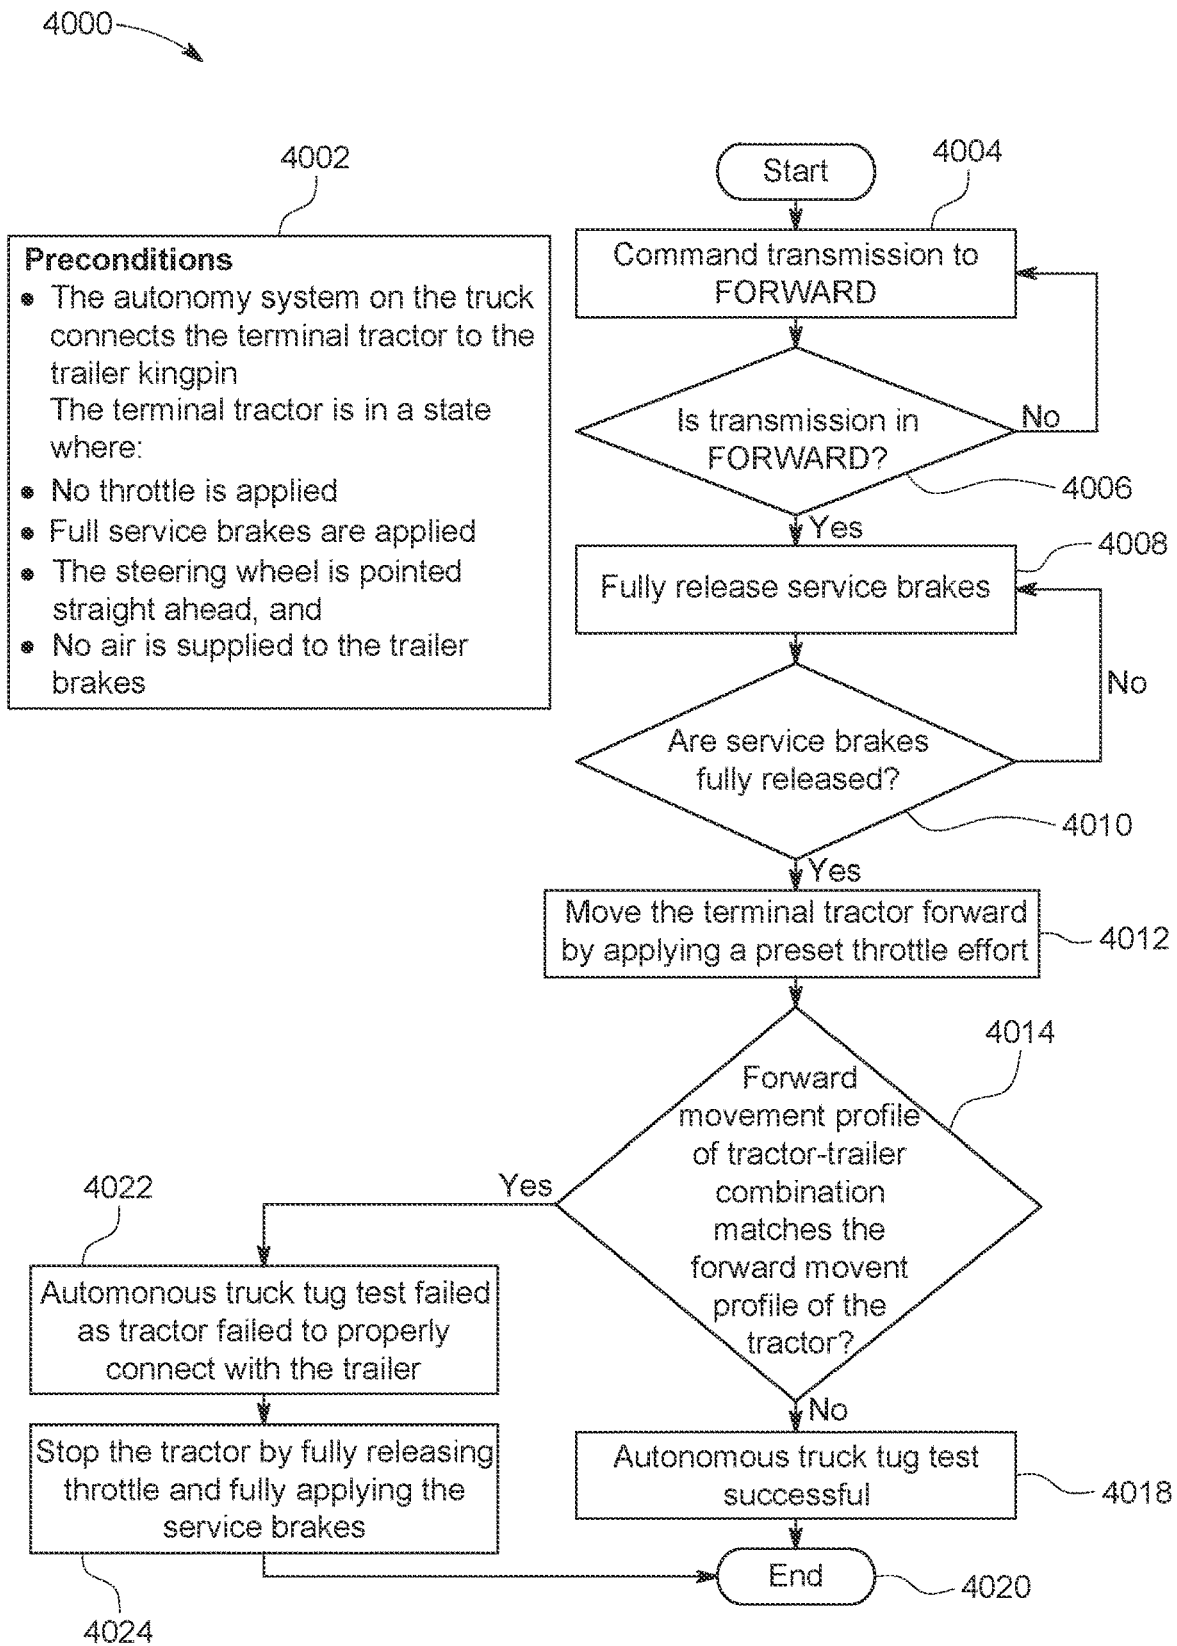 4000
4002
Preconditions
• The autonomy system on the truck
connects the terminal tractor to the
trailer kingpin
The terminal tractor is in a state
where:
• No throttle is applied
• Full service brakes are applied
• The steering wheel is pointed
straight ahead, and
• No air is supplied to the trailer
brakes
Start
4004
Command transmission to
FORWARD
Is transmission in
FORWARD?
No
4006
Yes
4008
Fully release service brakes
No
Are service brakes
fully released?
4010
Yes
Move the terminal tractor forward
by applying a preset throttle effort
4012
4014
Forward
movement profile
of tractor-trailer
combination
matches the
forward movent
profile of the
tractor?
Yes
4022
Automonous truck tug test failed
as tractor failed to properly
connect with the trailer
Stop the tractor by fully releasing
throttle and fully applying the
service brakes
4024
No
Autonomous truck tug test
successful
4018
End
4020